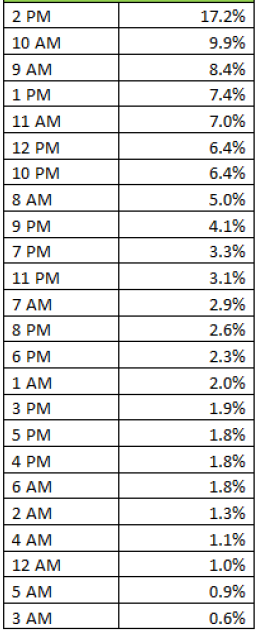 2 PM 17.2%
10 AM 9.9%
9 AM 8.4%
1 PM 7.4%
11 AM 7.0%
12 PM 6.4%
10 PM 6.4%
8 AM 5.0%
9 PM 4.1%
7 PM 3.3%
11 PM 3.1%
7 AM 2.9%
8 PM 2.6%
6 PM 2.3%
1 AM 2.0%
3 PM 1.9%
5 PM 1.8%
4 PM 1.8%
6 AM 1.8%
2 AM 1.3%
4 AM 1.1%
12 AM 1.0%
5 AM 0.9%
3 AM 0.6%